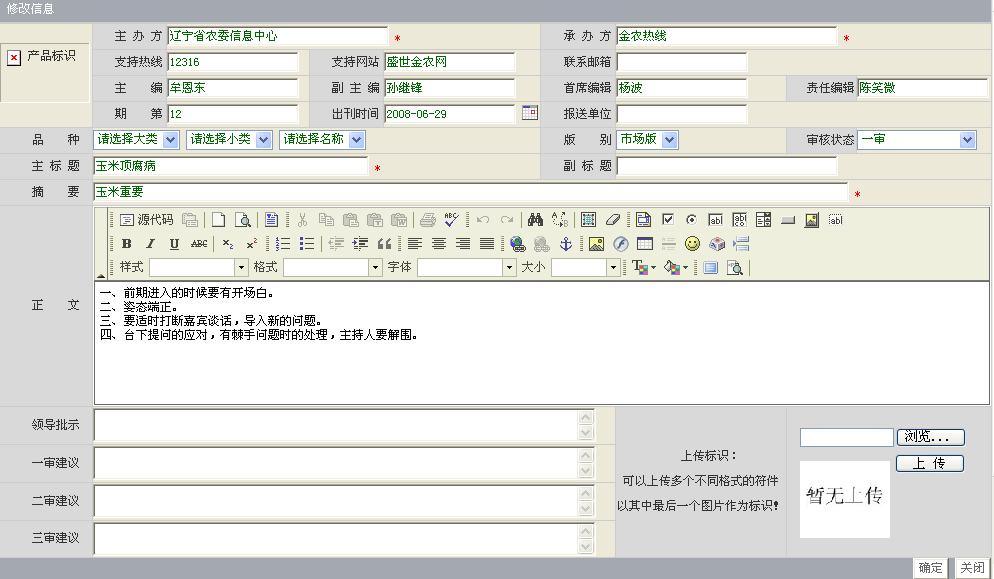 修改信息
产品标识
主 办 方 辽宁省农委信息中心 * 承 办 方 金农热线 *
支持热线 12316 支持网站 盛世金农网 联系邮箱
主 编 牟恩东 副 主 编 孙继锋 首席编辑 杨波 责任编辑 陈笑微
期 第 12 出刊时间 2008-06-29 报送单位
品 种 请选择大类 请选择小类 请选择名称 版 别 市场版 审核状态 一审
主 标 题 玉米顶腐病 * 副 标 题
摘 要 玉米重要 *
源代码
B I U ABC
样式 格式 字体 大小
正 文
一、前期进入的时候要有开场白。
二、姿态端正。
三、要适时打断嘉宾谈话，导入新的问题。
四、台下提问的应对，有棘手问题时的处理，主持人要解围。
领导批示
一审建议
二审建议
三审建议
上传标识：
可以上传多个不同格式的符件
以其中最后一个图片作为标识!
浏览...
上 传
暂无上传
确定 关闭